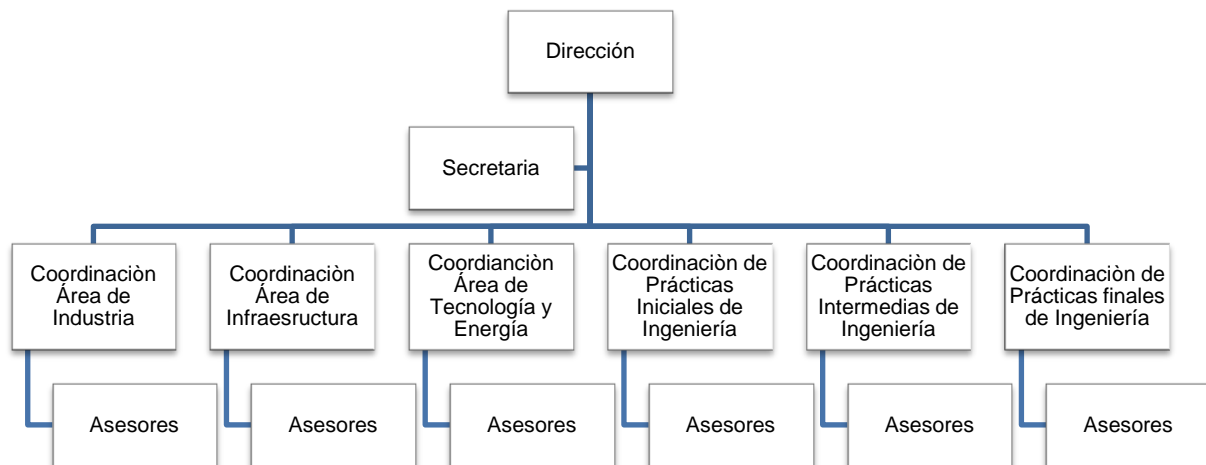 Dirección
Secretaria
Coordinaciòn
Área de
Industria
Coordinaciòn
Área de
Infraesructura
Coordianciòn
Área de
Tecnología y
Energía
Coordinaciòn de
Prácticas
Iniciales de
Ingeniería
Coordinaciòn de
Prácticas
Intermedias de
Ingeniería
Coordinaciòn de
Prácticas finales
de Ingeniería
Asesores
Asesores
Asesores
Asesores
Asesores
Asesores